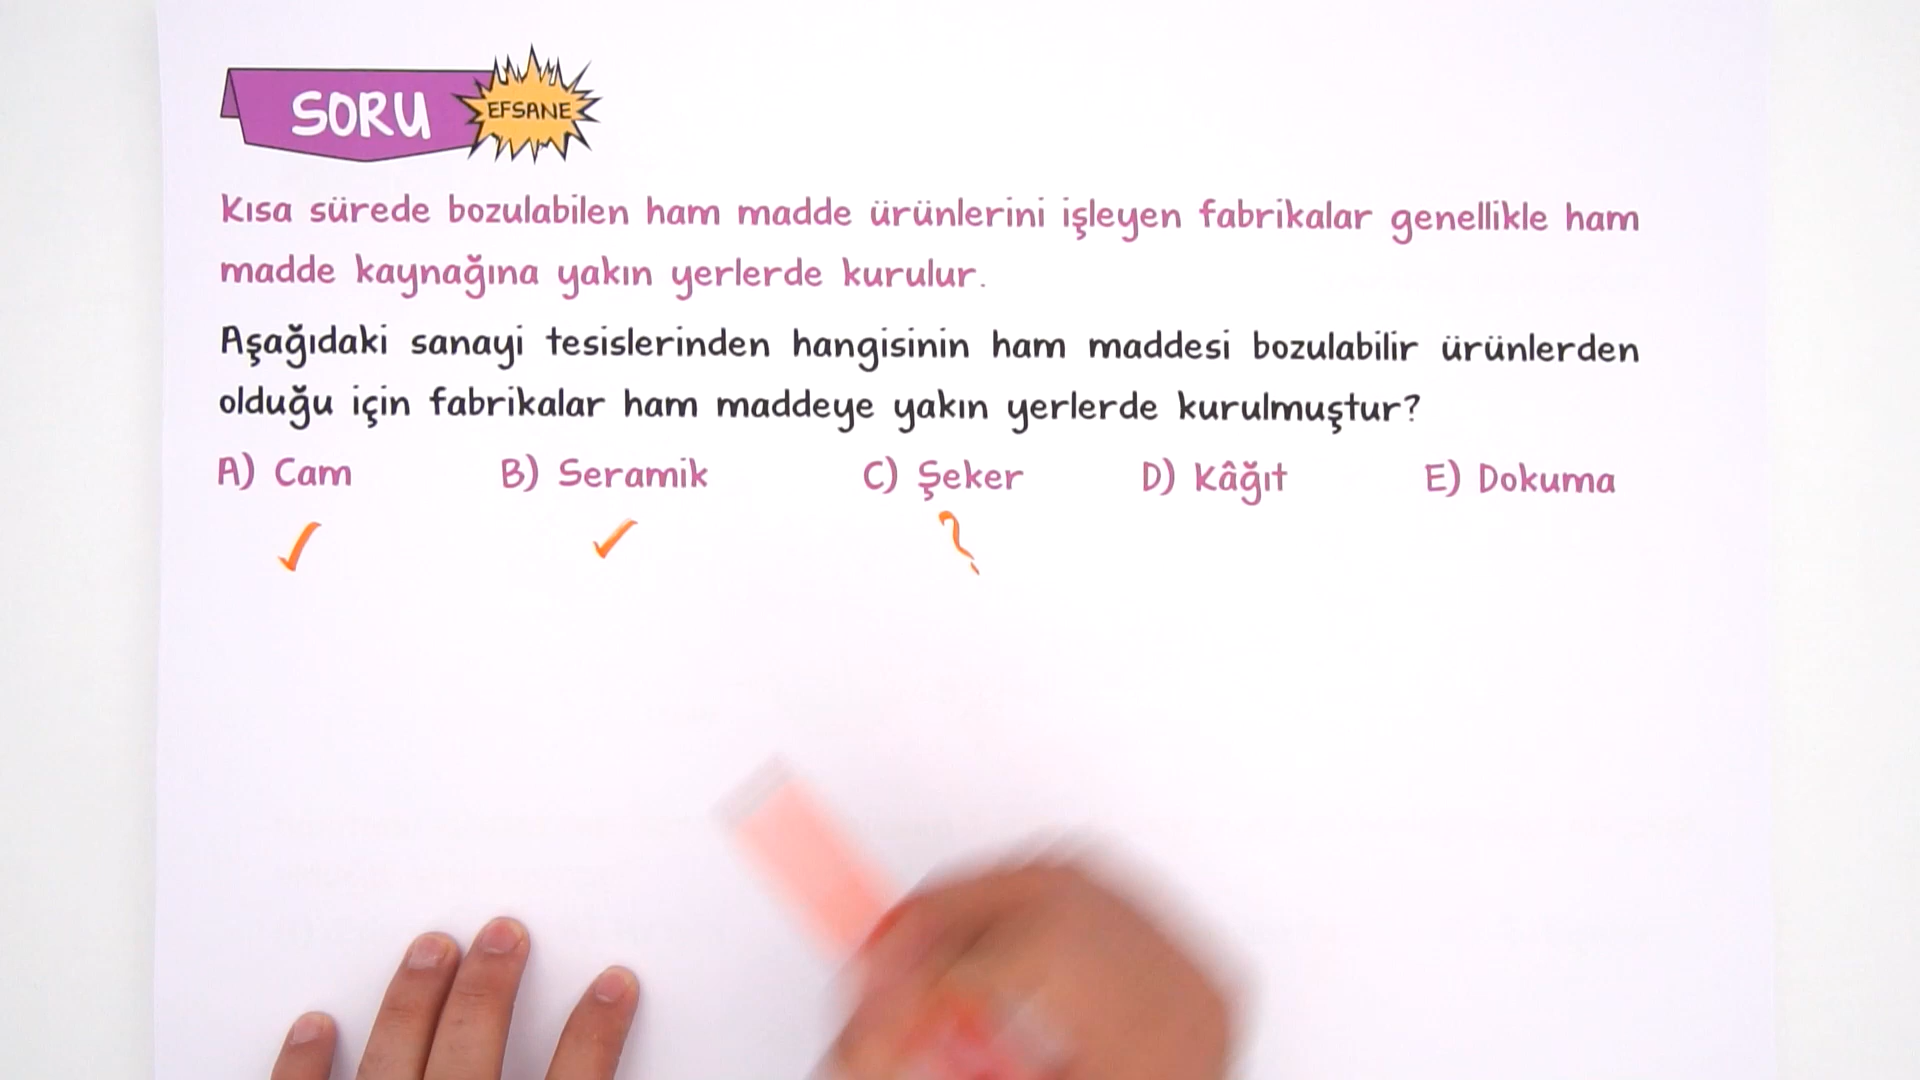 SORU EFSANE
Kısa sürede bozulabilen ham madde ürünlerini işleyen fabrikalar genellikle ham
madde kaynağına yakın yerlerde kurulur.
Aşağıdaki sanayi tesislerinden hangisinin ham maddesi bozulabilir ürünlerden
olduğu için fabrikalar ham maddeye yakın yerlerde kurulmuştur?
A) Cam B) Seramik C) Şeker D) Kâğıt E) Dokuma
✓ ✓ ?